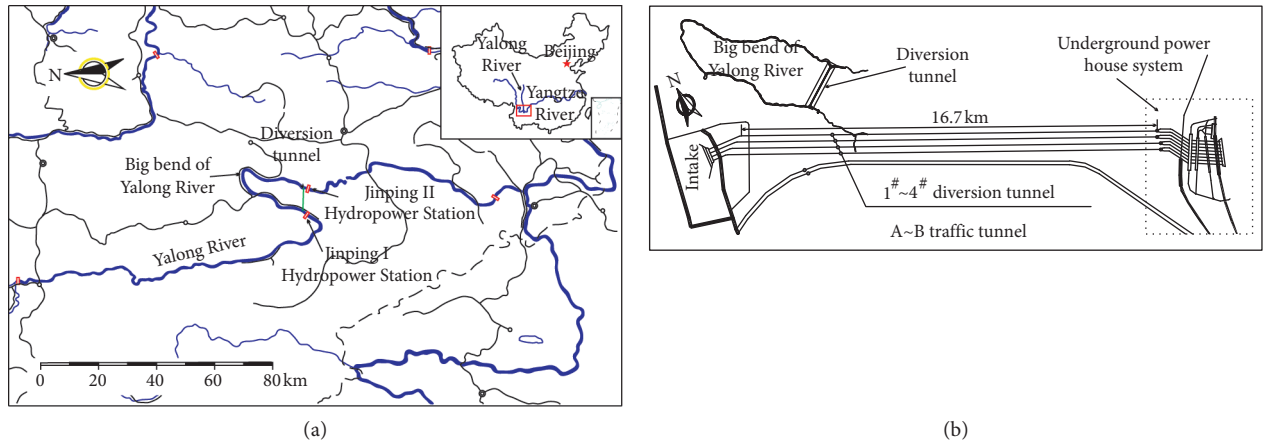 N
Yalong
River
Beijing
Yangtze
River
Diversion
tunnel
Big bend of
Yalong River
Jinping II
Hydropower Station
Yalong River
Jinping I
Hydropower Station
0 20 40 60 80 km
(a)
Big bend of
Yalong River
Diversion
tunnel
Underground power
house system
N
16.7 km
Intake
1#~4# diversion tunnel
A~B traffic tunnel
(b)